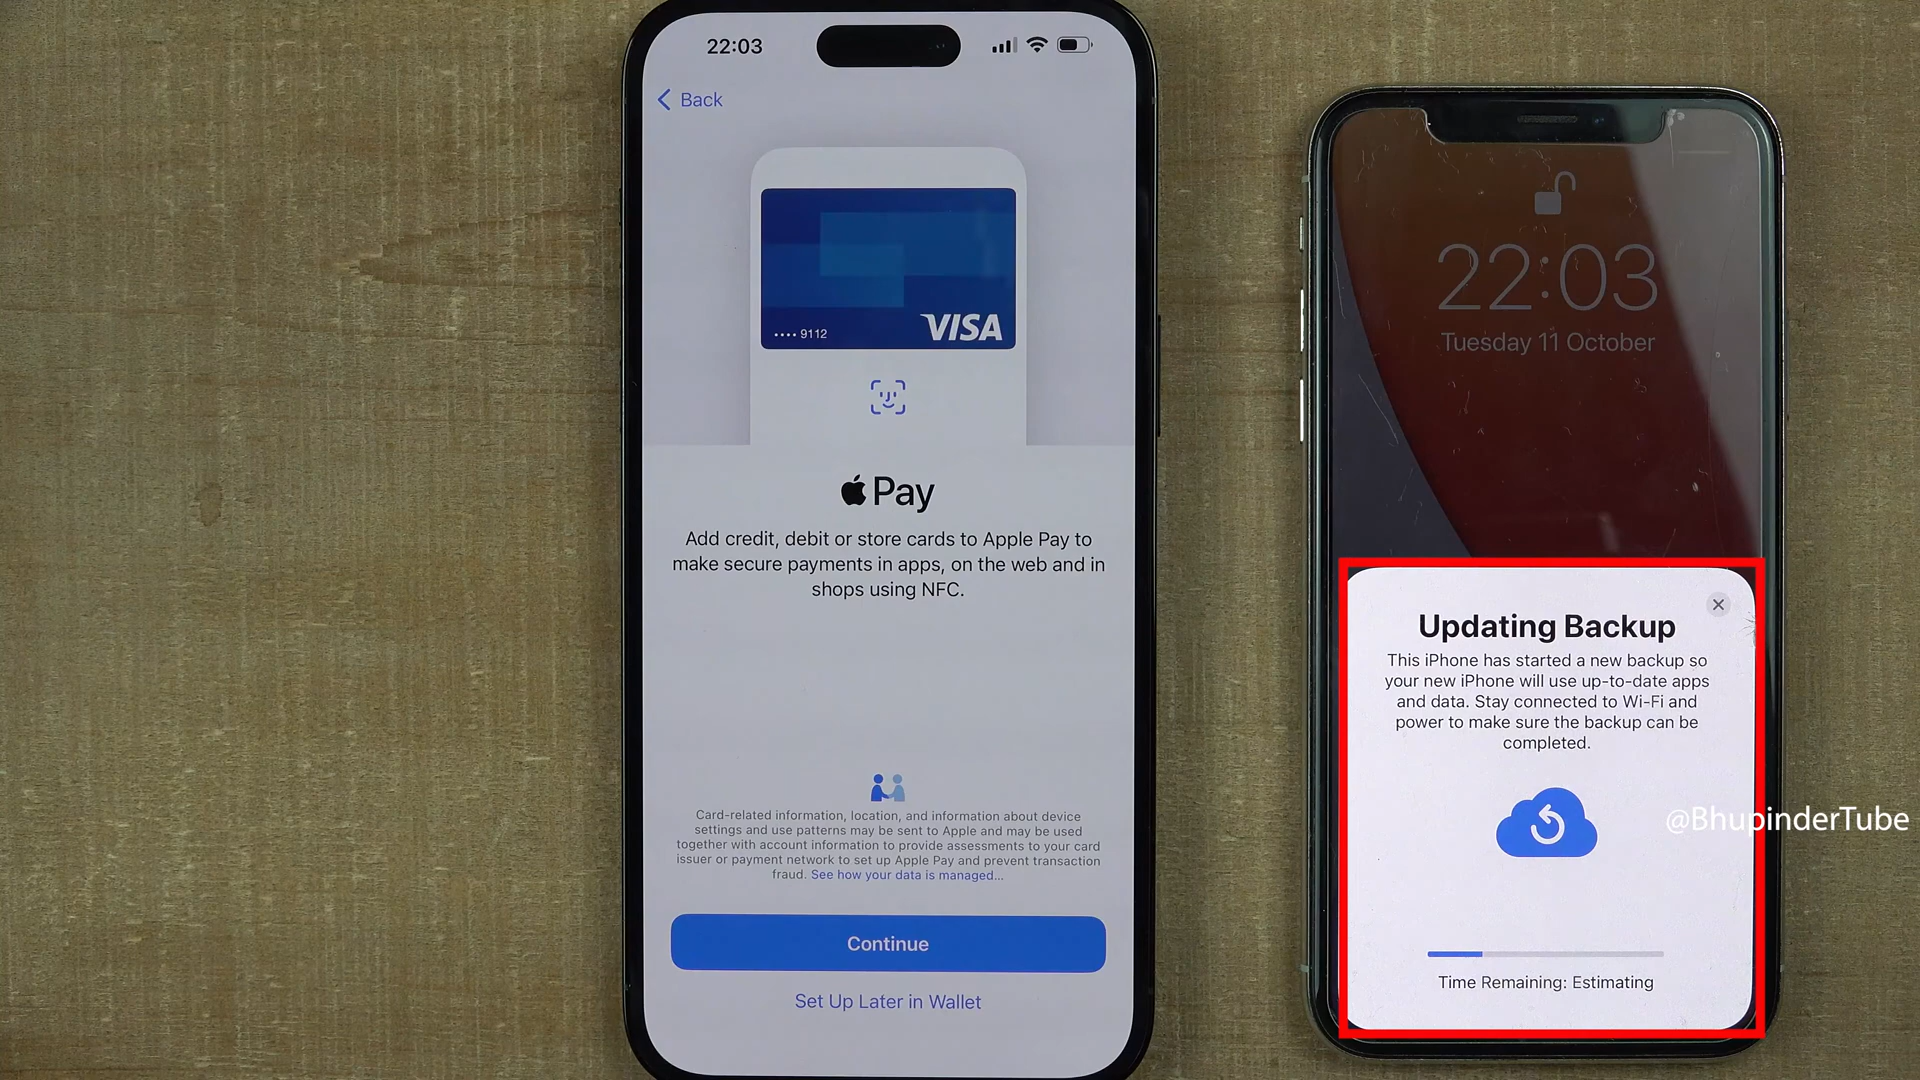 22:03
Back
VISA
•••• 9112
Pay
Add credit, debit or store cards to Apple Pay to
make secure payments in apps, on the web and in
shops using NFC.
Card-related information, location, and information about device
settings and use patterns may be sent to Apple and may be used
together with account information to provide assessments to your card
issuer or payment network to set up Apple Pay and prevent transaction
fraud. See how your data is managed...
Continue
Set Up Later in Wallet
22:03
Tuesday 11 October
Updating Backup
This iPhone has started a new backup so
your new iPhone will use up-to-date apps
and data. Stay connected to Wi-Fi and
power to make sure the backup can be
completed.
@BhupinderTube
Time Remaining: Estimating